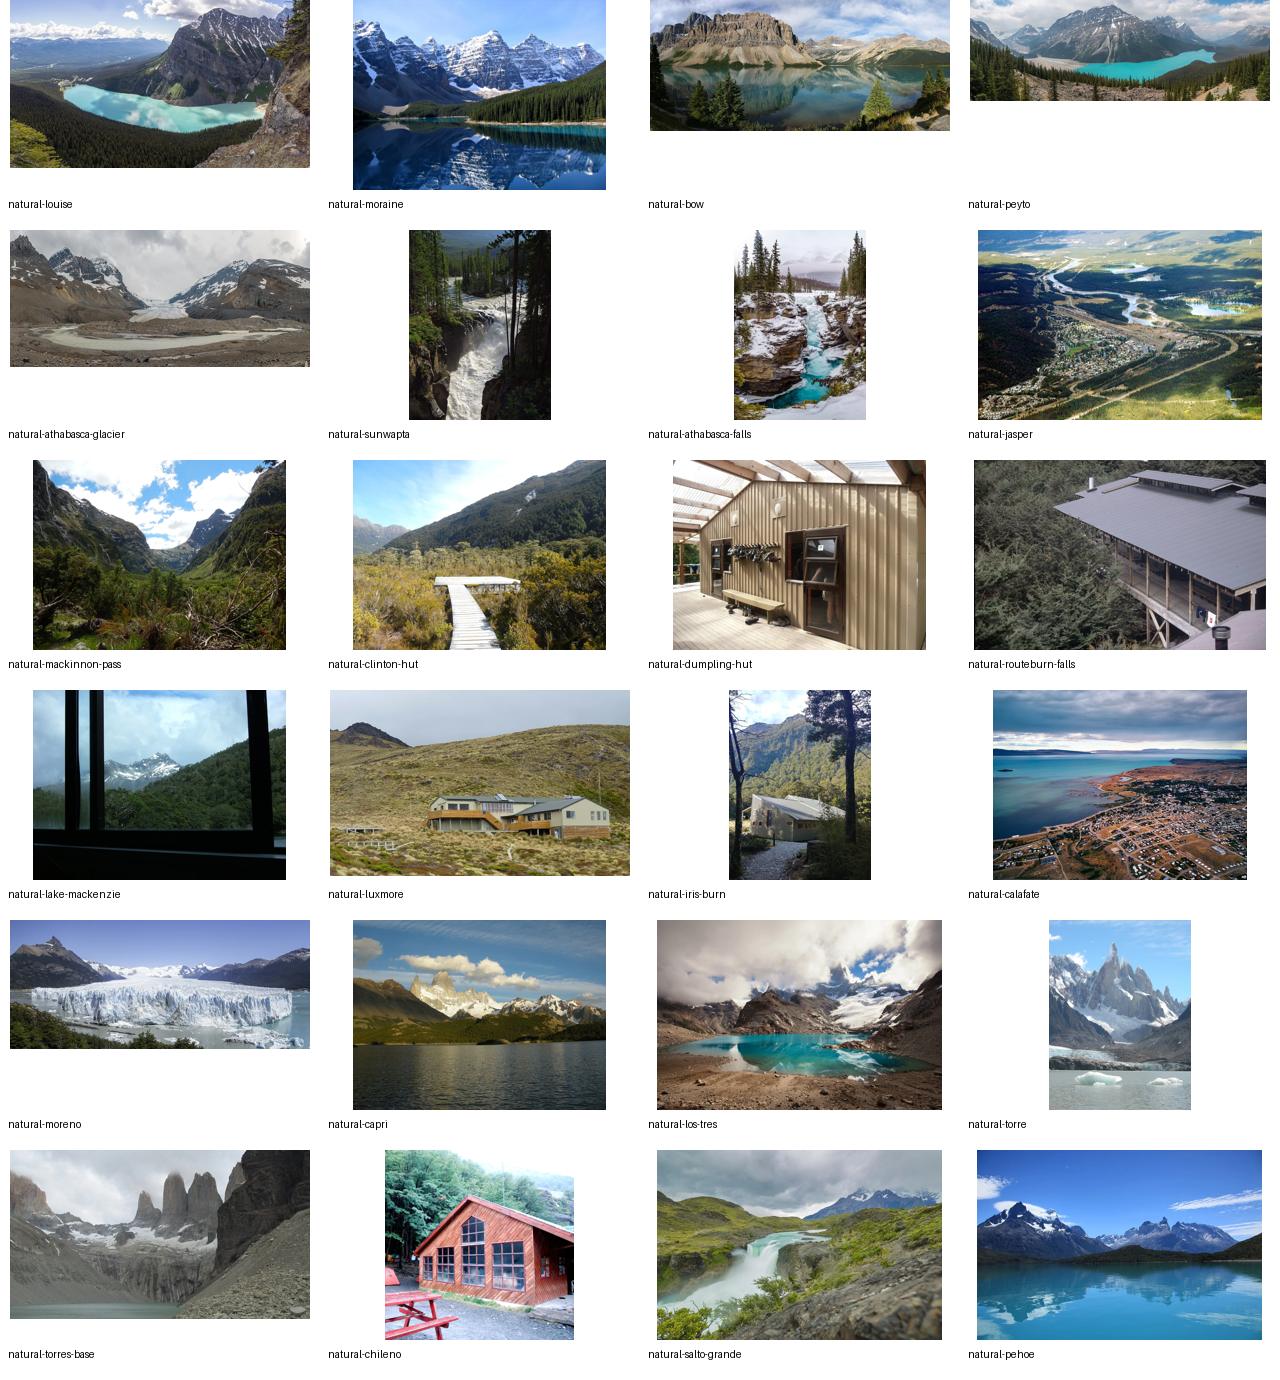 natural-louise
natural-moraine
natural-bow
natural-peyto
natural-athabasca-glacier
natural-sunwapta
natural-athabasca-falls
natural-jasper
natural-mackinnon-pass
natural-clinton-hut
natural-dumpling-hut
natural-routeburn-falls
natural-lake-mackenzie
natural-luxmore
natural-iris-burn
natural-calafate
natural-moreno
natural-capri
natural-los-tres
natural-torre
natural-torres-base
natural-chileno
natural-salto-grande
natural-pehoe